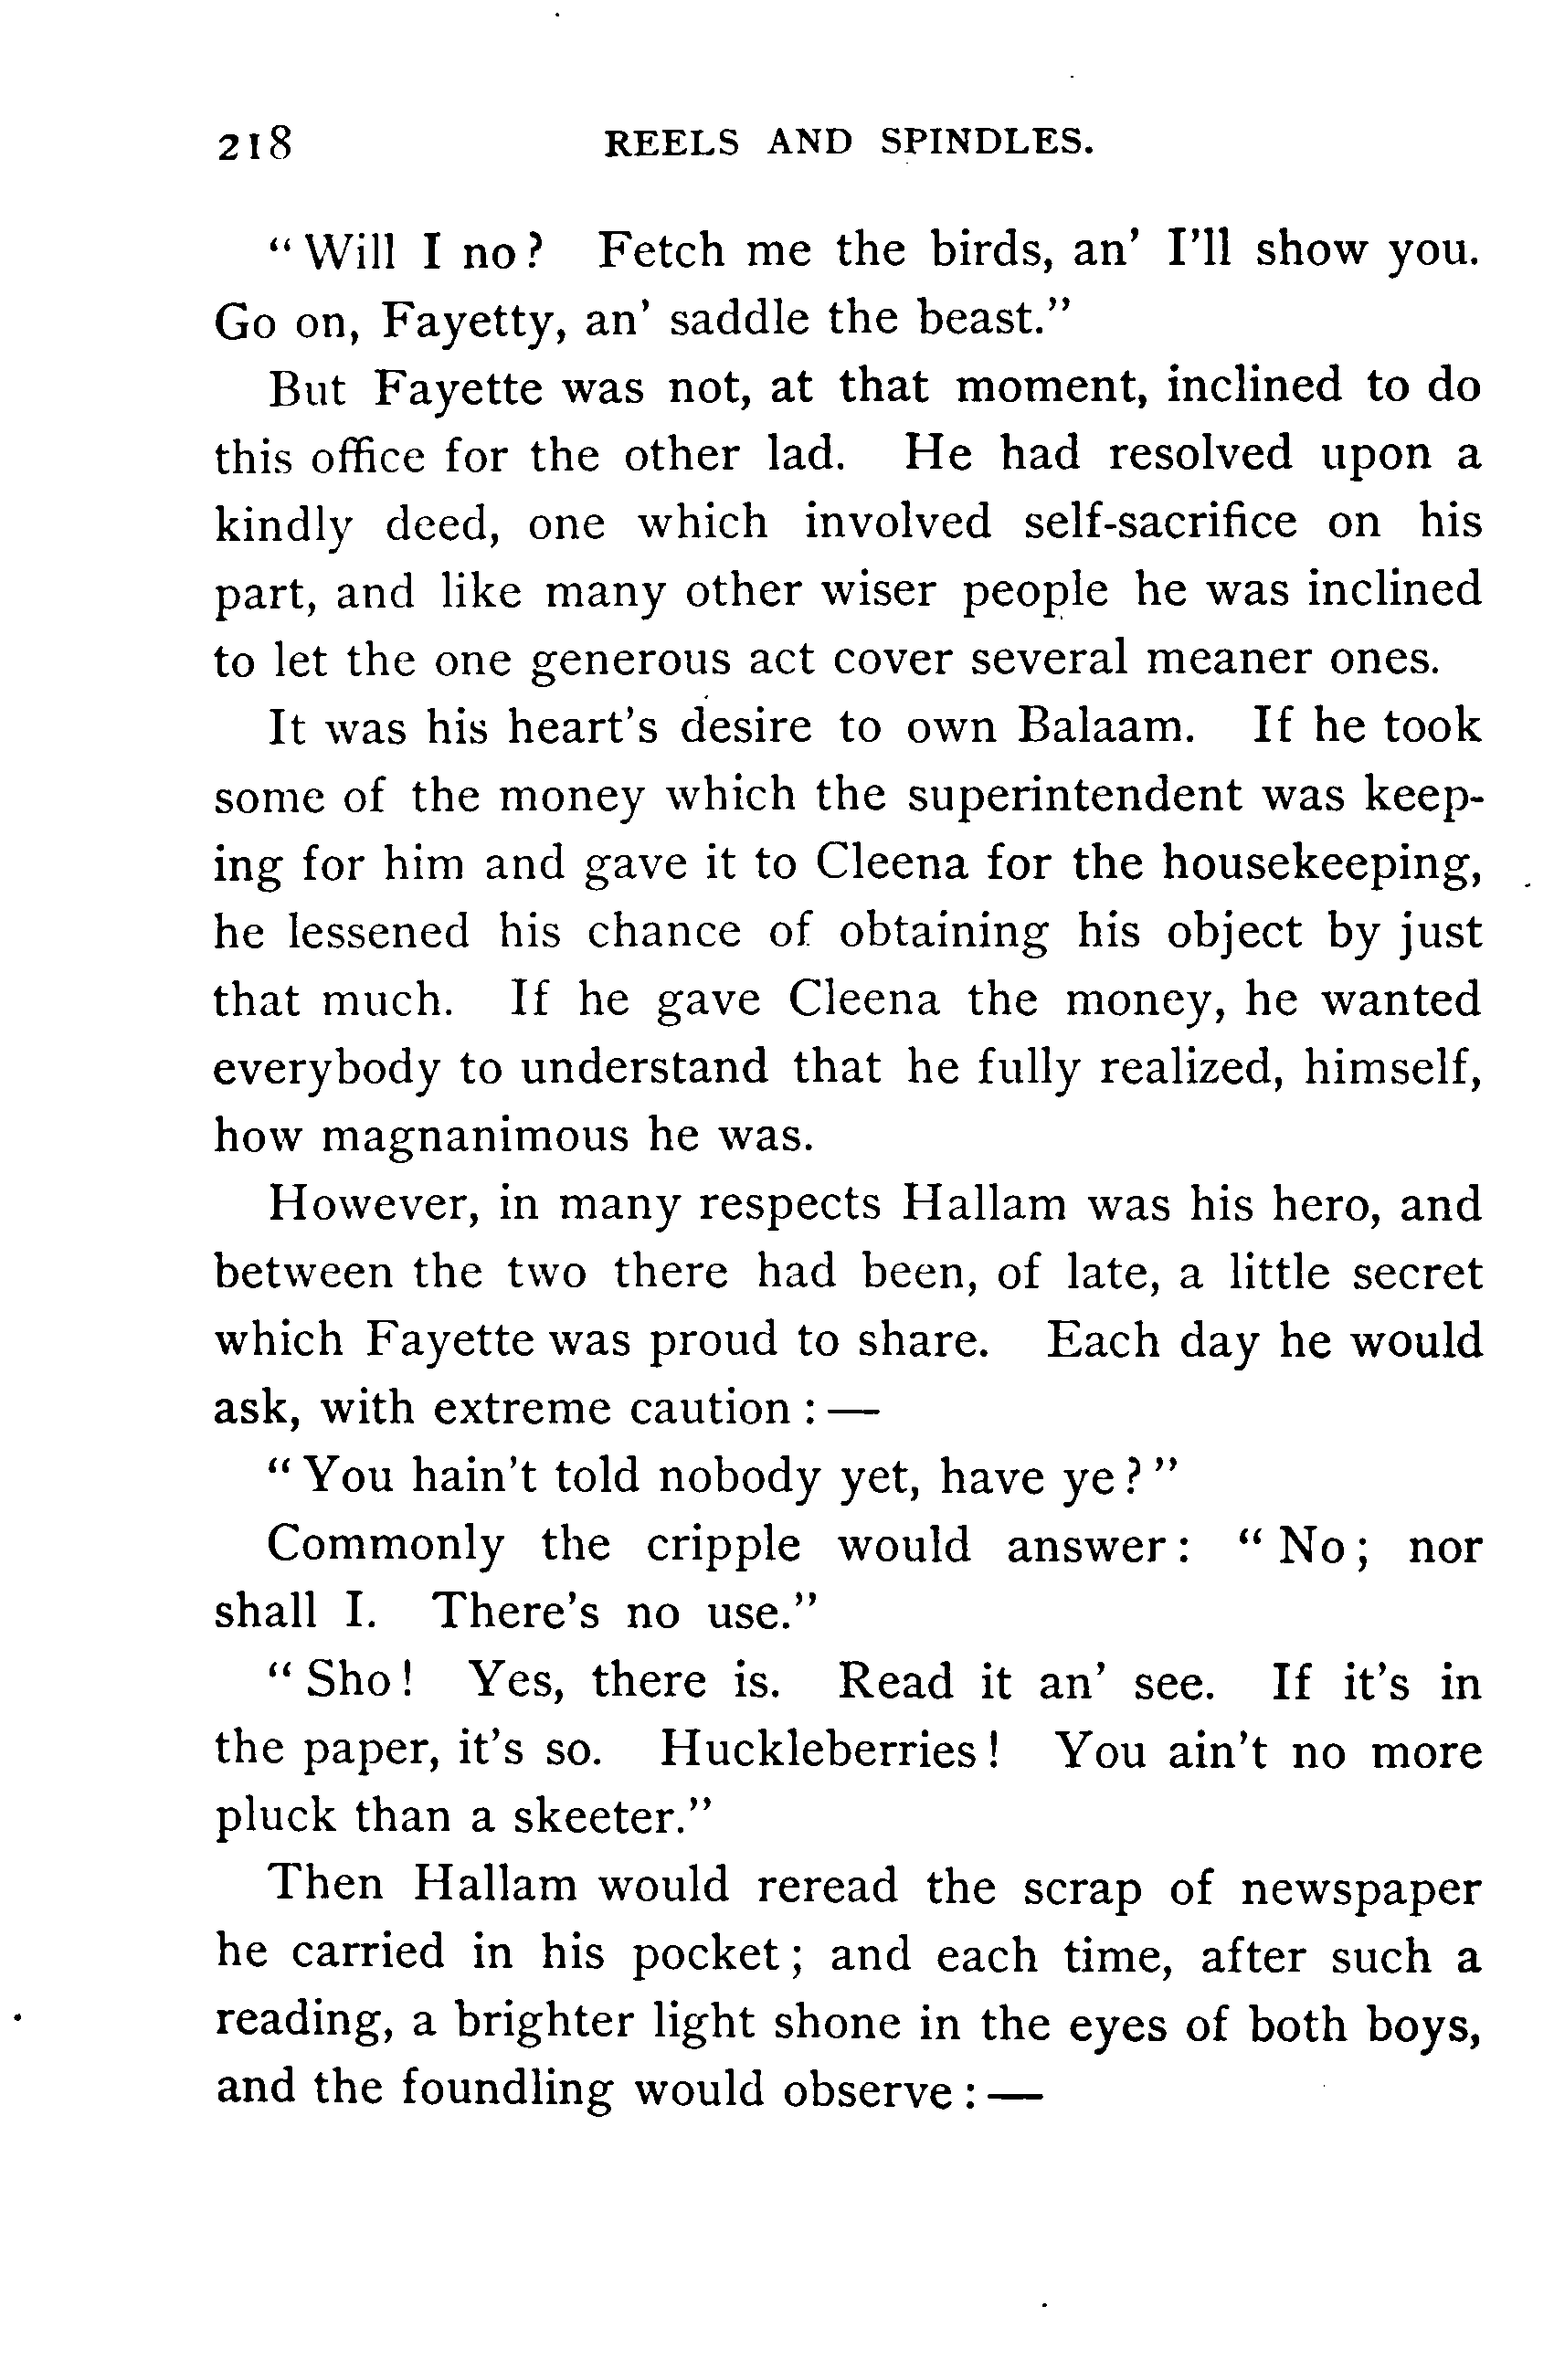 218 REELS AND SPINDLES.
“Will I no? Fetch me the birds, an’ I’ll show you.
Go on, Fayetty, an’ saddle the beast.”
But Fayette was not, at that moment, inclined to do
this office for the other lad. He had resolved upon a
kindly deed, one which involved self-sacrifice on his
part, and like many other wiser people he was inclined
to let the one generous act cover several meaner ones.
It was his heart’s desire to own Balaam. If he took
some of the money which the superintendent was keep-
ing for him and gave it to Cleena for the housekeeping,
he lessened his chance of obtaining his object by just
that much. If he gave Cleena the money, he wanted
everybody to understand that he fully realized, himself,
how magnanimous he was.
However, in many respects Hallam was his hero, and
between the two there had been, of late, a little secret
which Fayette was proud to share. Each day he would
ask, with extreme caution : —
“You hain’t told nobody yet, have ye?”
Commonly the cripple would answer: “No; nor
shall I. There’s no use.”
“Sho! Yes, there is. Read it an’ see. If it’s in
the paper, it’s so. Huckleberries! You ain’t no more
pluck than a skeeter.”
Then Hallam would reread the scrap of newspaper
he carried in his pocket; and each time, after such a
reading, a brighter light shone in the eyes of both boys,
and the foundling would observe : —